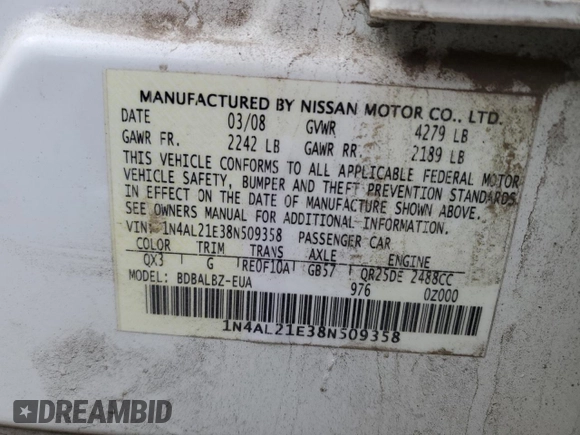 MANUFACTURED BY NISSAN MOTOR CO., LTD.
DATE 03/08 GVWR 4279 LB
GAWR FR. 2242 LB GAWR RR. 2189 LB
THIS VEHICLE CONFORMS TO ALL APPLICABLE FEDERAL MOTOR
VEHICLE SAFETY, BUMPER AND THEFT PREVENTION STANDARDS
IN EFFECT ON THE DATE OF MANUFACTURE SHOWN ABOVE.
SEE OWNERS MANUAL FOR ADDITIONAL INFORMATION.
VIN: 1N4AL21E38N509358 PASSENGER CAR
COLOR TRIM TRANS AXLE ENGINE
QX3 G RE0F10A GB57 QR25DE 2488CC
MODEL: BDBALBZ-EUA 976 0Z000
1N4AL21E38N509358
DREAMBID